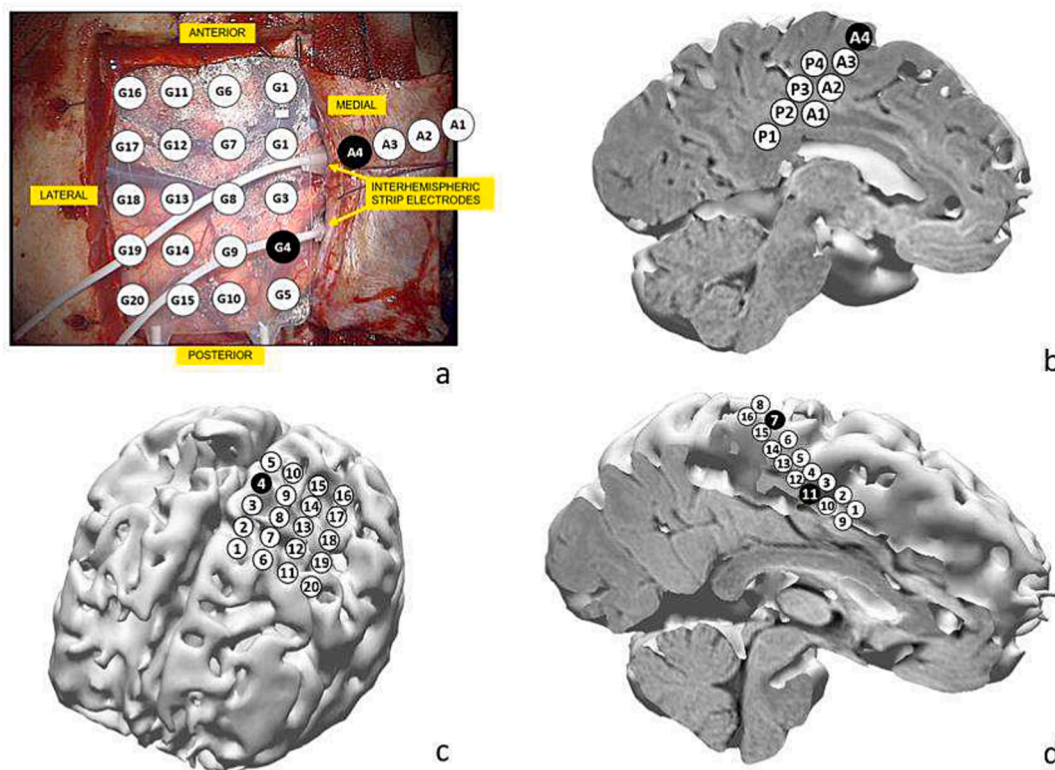 ANTERIOR
G16 G11 G6 G1
MEDIAL
A1
A2
A3
A4
G17 G12 G7 G1
LATERAL
G18 G13 G8 G3
INTERHEMISPHERIC
STRIP ELECTRODES
G19 G14 G9 G4
G20 G15 G10 G5
POSTERIOR
a
A4
P4 A3
P3 A2
P2 A1
P1
b
5
4 10
3 9 15 16
2 8 14 17
1 7 13 18
6 12 19
11 20
c
8
16 7
15 6
14 5
13 4
12 3
11 2
10 1
9
d